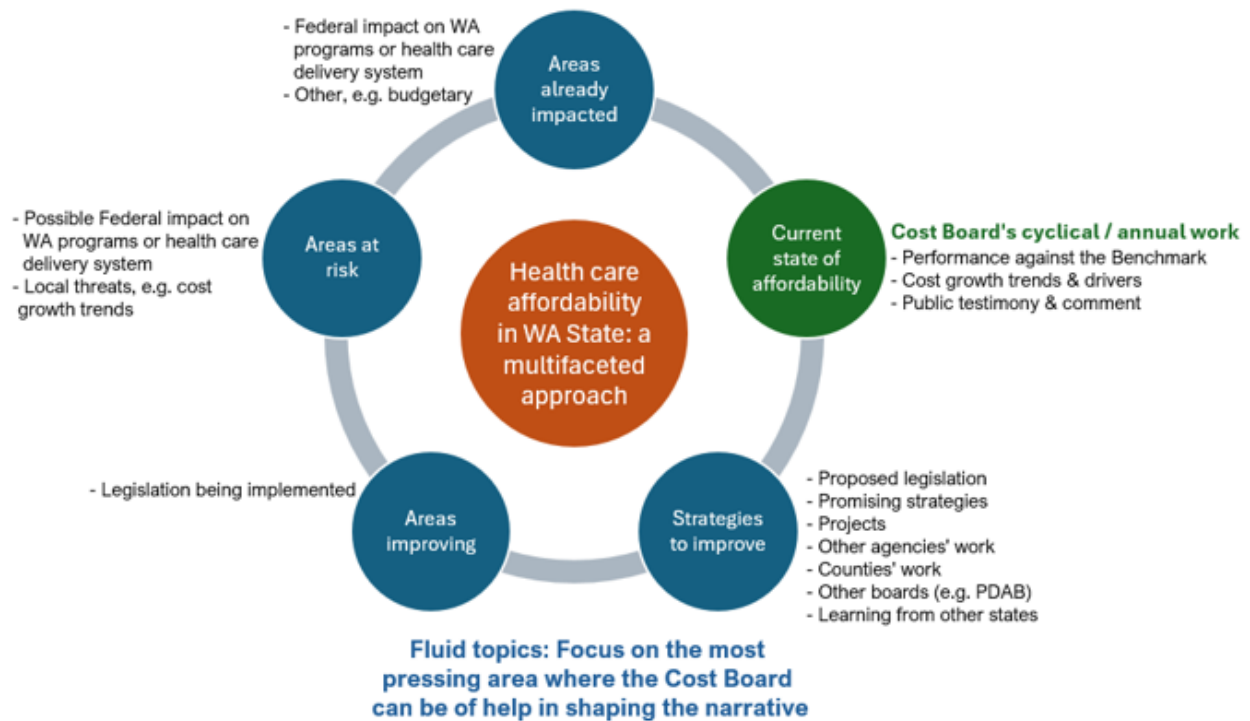 - Federal impact on WA
programs or health care
delivery system
- Other, e.g. budgetary
Areas
already
impacted
Current
state of
affordability
Cost Board's cyclical / annual work
- Performance against the Benchmark
- Cost growth trends & drivers
- Public testimony & comment
- Possible Federal impact on
WA programs or health care
delivery system
- Local threats, e.g. cost
growth trends
Areas at
risk
Health care
affordability
in WA State: a
multifaceted
approach
- Legislation being implemented
Areas
improving
Strategies
to improve
- Proposed legislation
- Promising strategies
- Projects
- Other agencies' work
- Counties' work
- Other boards (e.g. PDAB)
- Learning from other states
Fluid topics: Focus on the most
pressing area where the Cost Board
can be of help in shaping the narrative